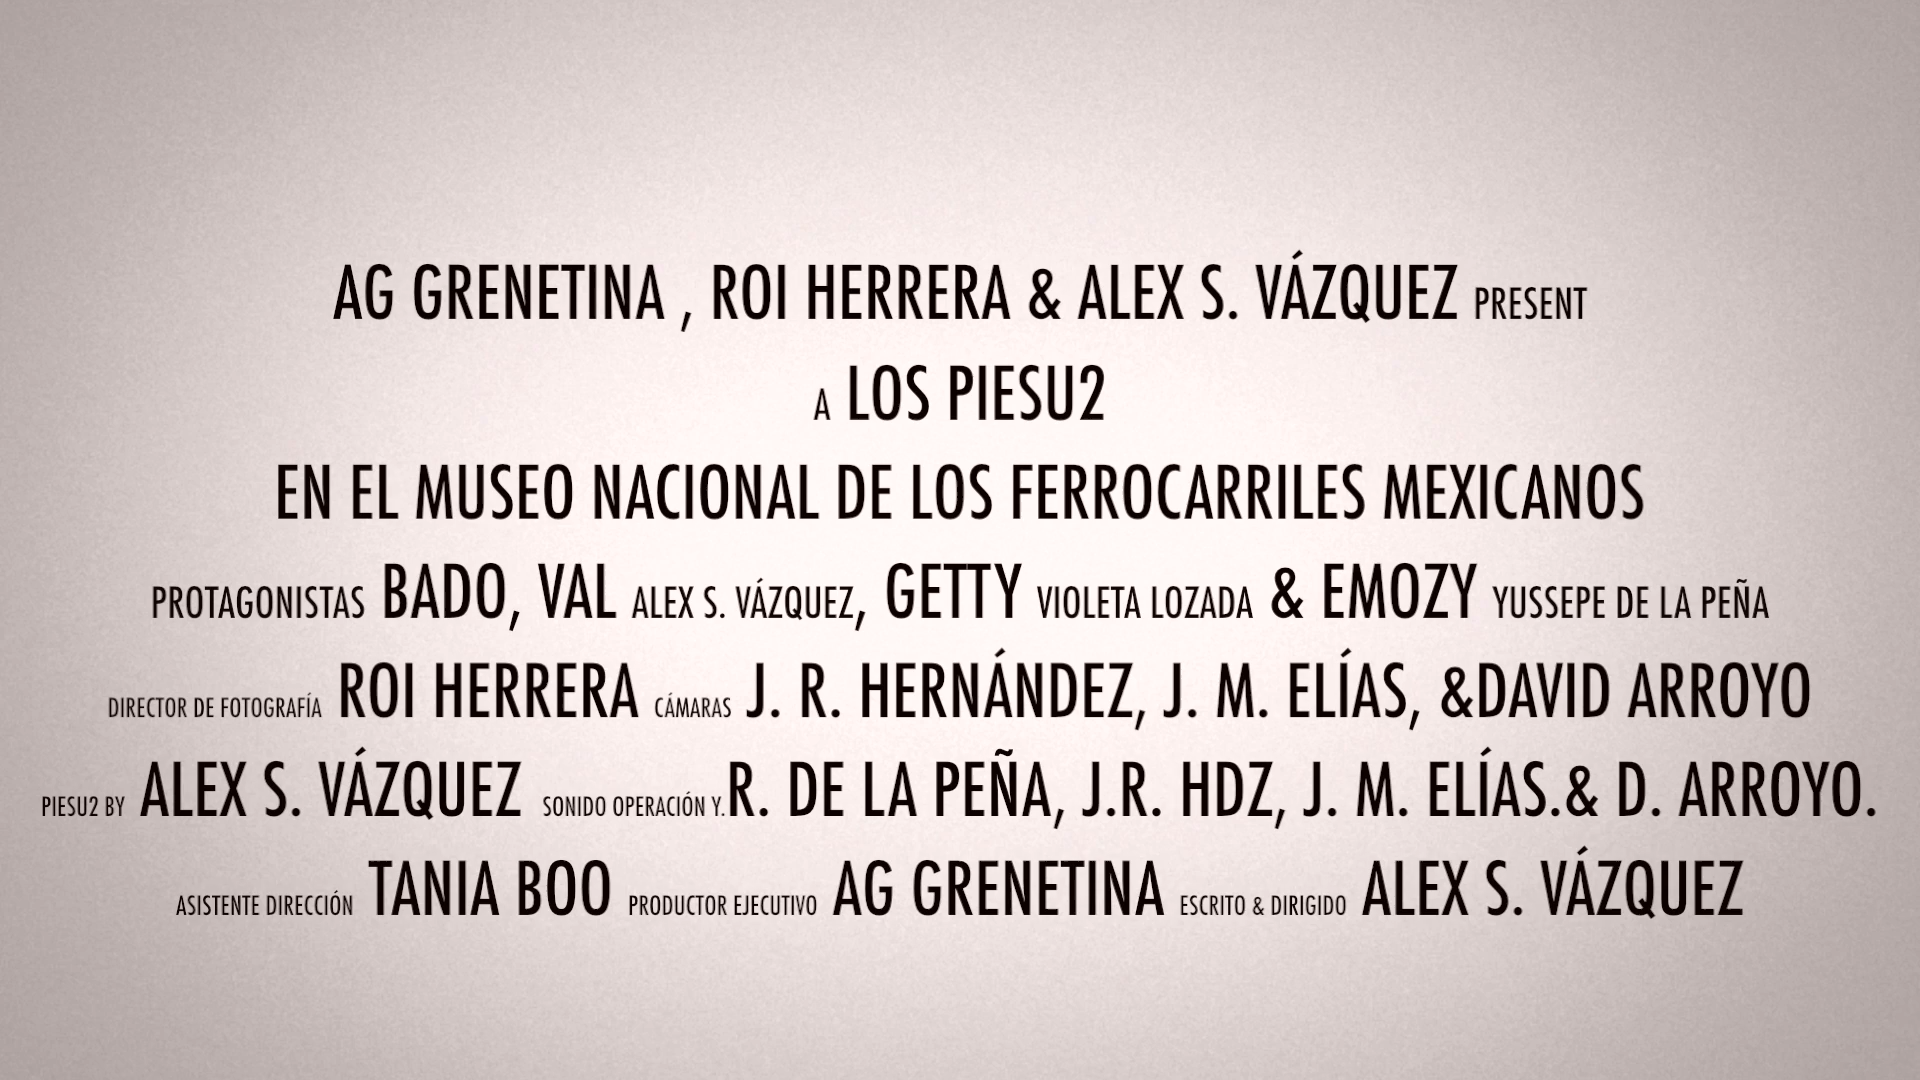 AG GRENETINA , ROI HERRERA & ALEX S. VÁZQUEZ PRESENT
A LOS PIESU2
EN EL MUSEO NACIONAL DE LOS FERROCARRILES MEXICANOS
PROTAGONISTAS BADO, VAL ALEX S. VÁZQUEZ, GETTY VIOLETA LOZADA & EMOZY YUSSEPE DE LA PEÑA
DIRECTOR DE FOTOGRAFÍA ROI HERRERA CÁMARAS J. R. HERNÁNDEZ, J. M. ELÍAS, &DAVID ARROYO
PIESU2 BY ALEX S. VÁZQUEZ SONIDO OPERACIÓN Y.R. DE LA PEÑA, J.R. HDZ, J. M. ELÍAS.& D. ARROYO.
ASISTENTE DIRECCIÓN TANIA BOO PRODUCTOR EJECUTIVO AG GRENETINA ESCRITO & DIRIGIDO ALEX S. VÁZQUEZ